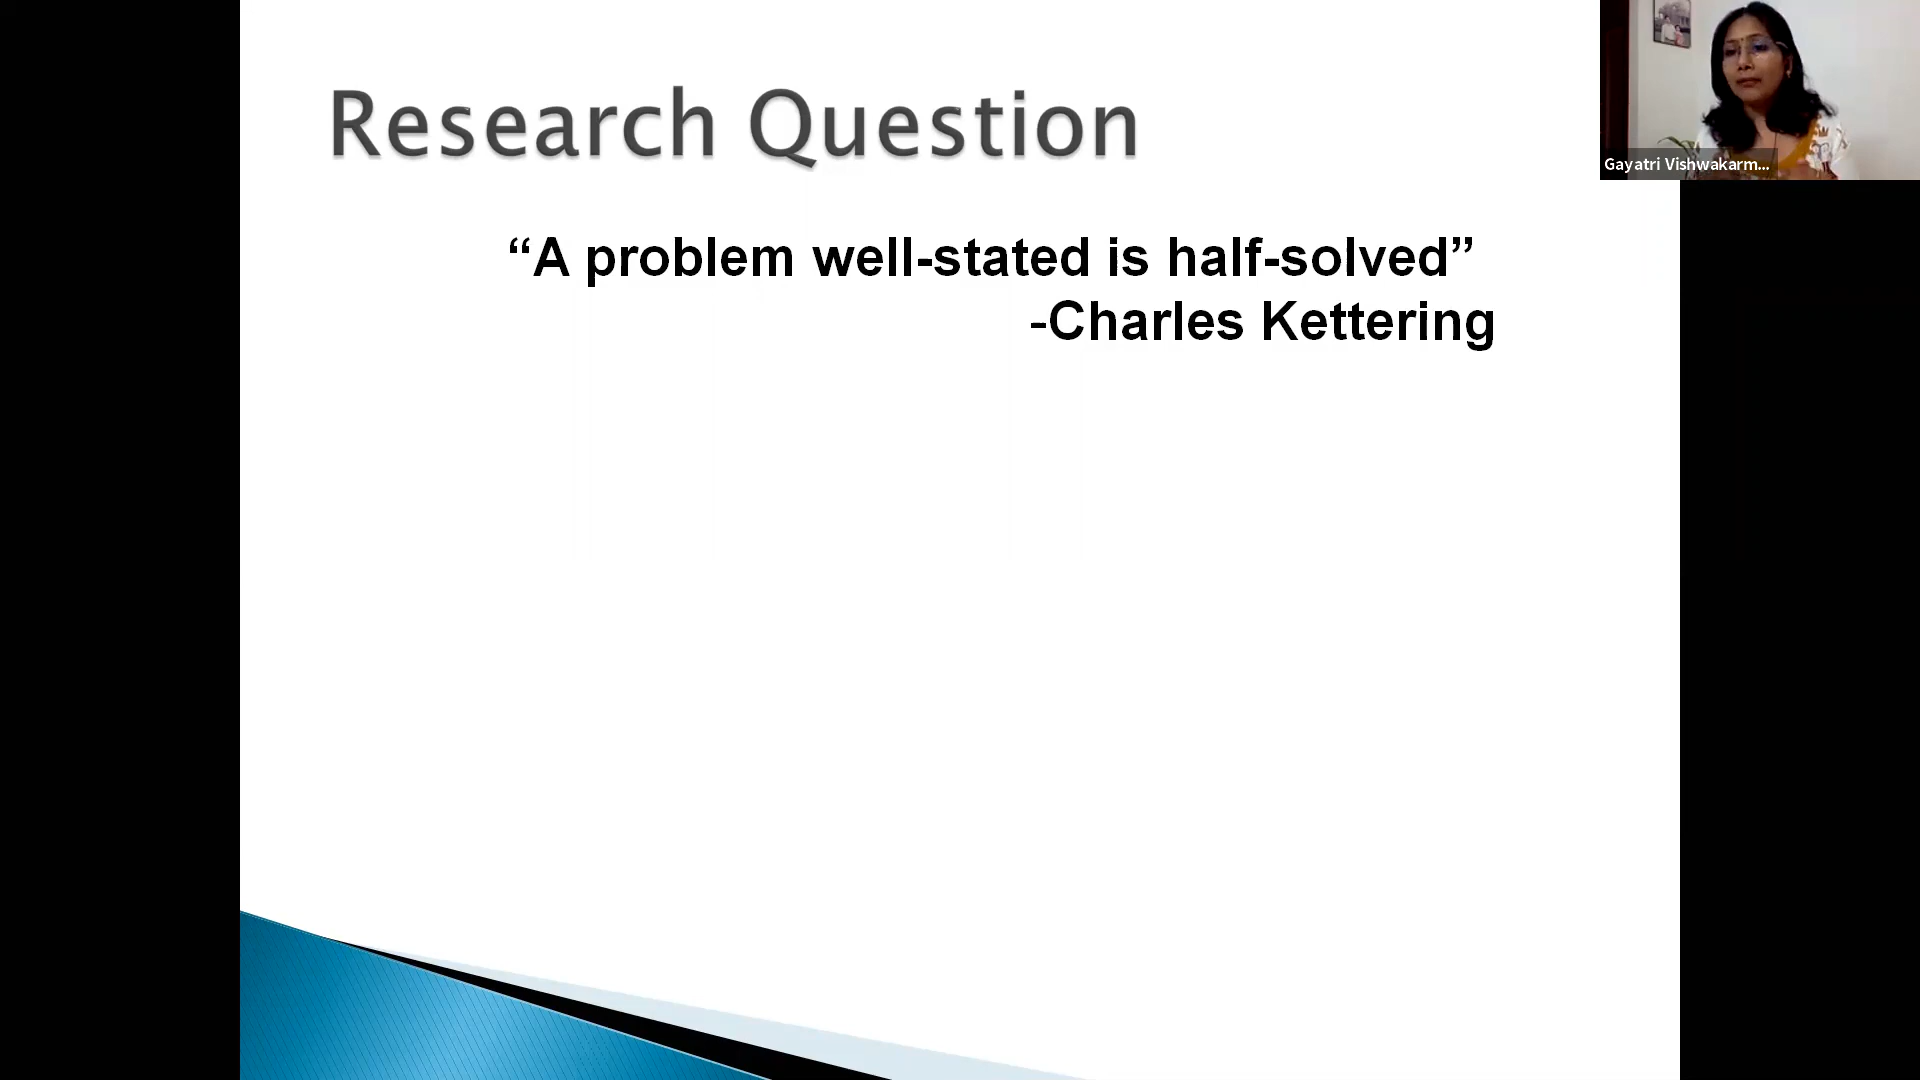 Research Question
“A problem well-stated is half-solved”
-Charles Kettering
Gayatri Vishwakarm...